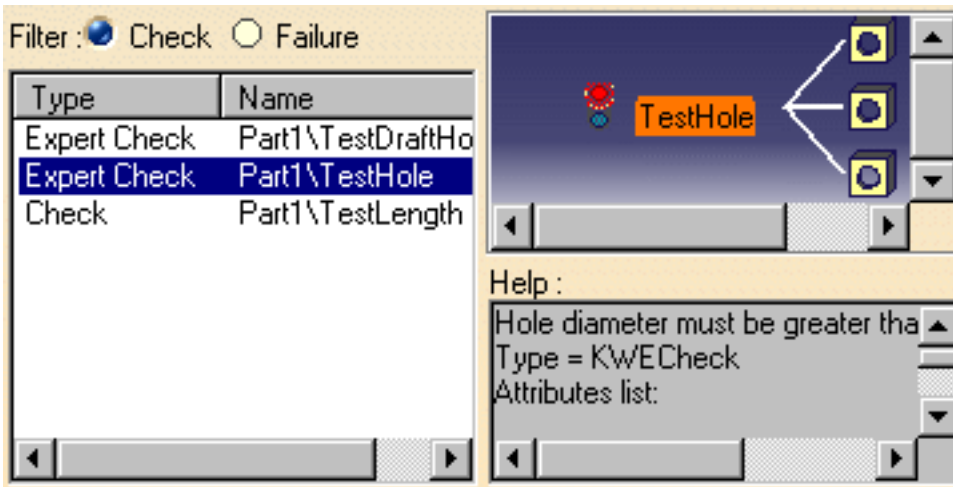 Filter : Check Failure
Type Name
Expert Check Part1\TestDraftHo
Expert Check Part1\TestHole
Check Part1\TestLength
TestHole
Help :
Hole diameter must be greater tha
Type = KWECheck
Attributes list: